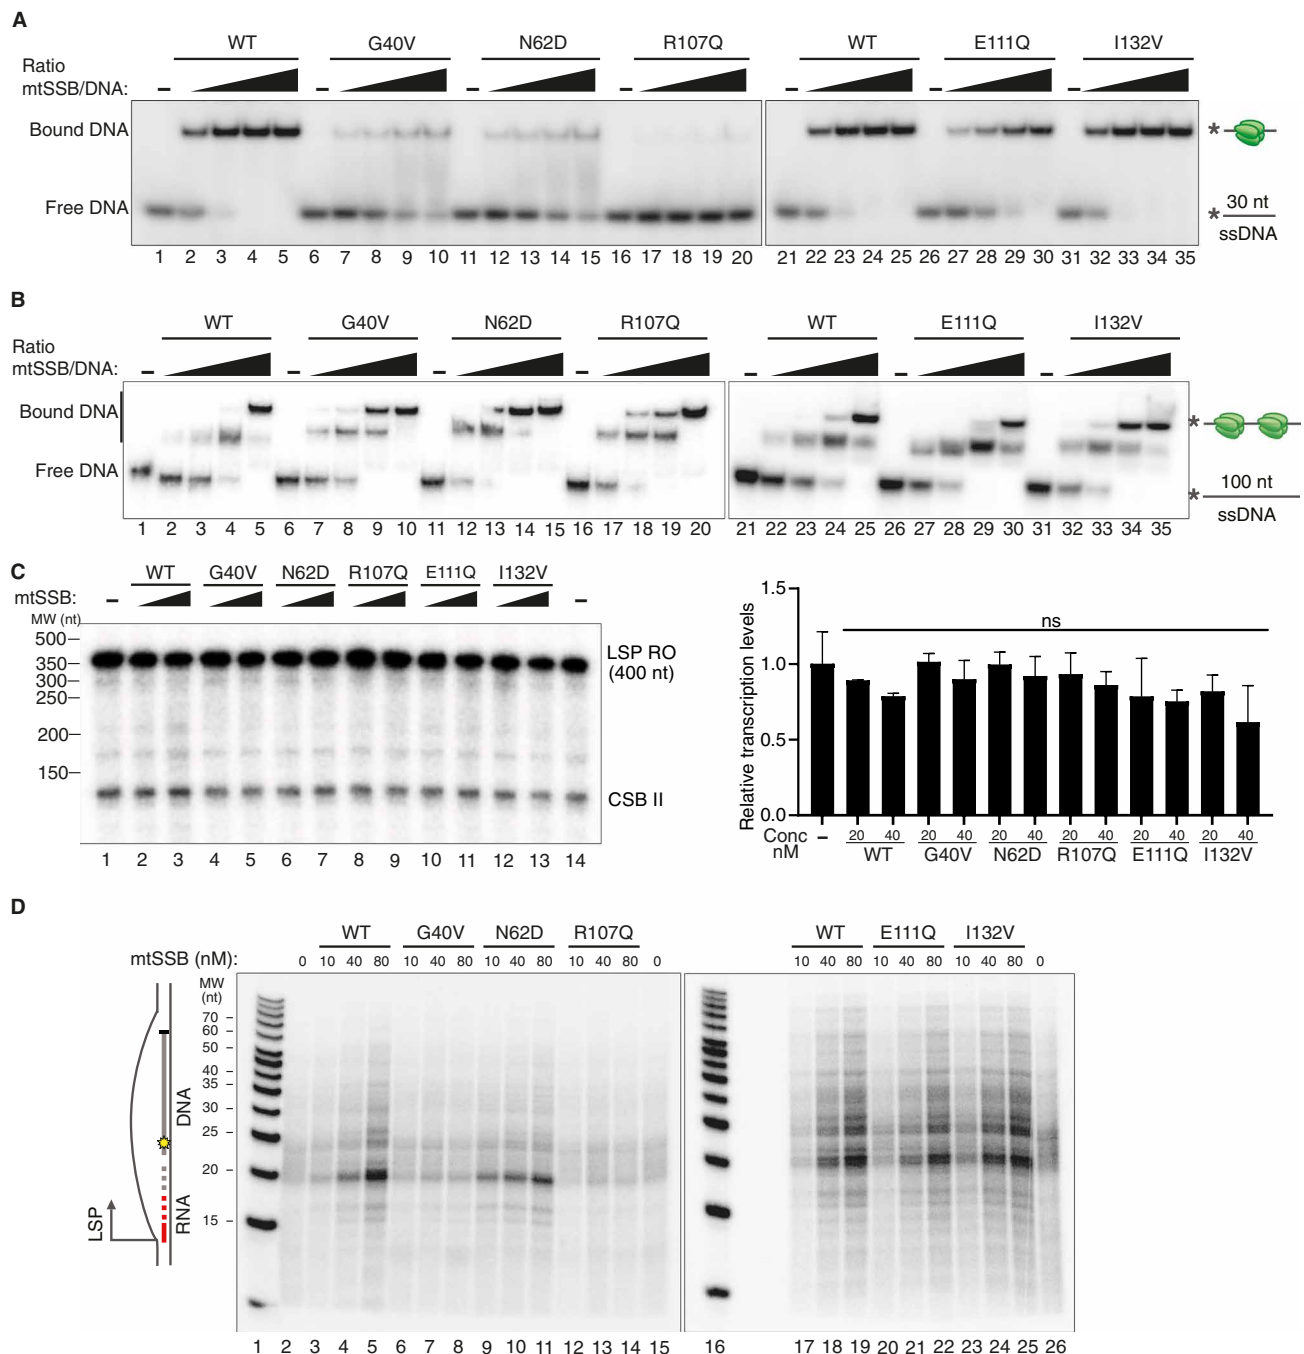 A
WT G40V N62D R107Q WT E111Q I132V
Ratio
mtSSB/DNA: – – – – – – –
Bound DNA
*
Free DNA
* 30 nt
ssDNA
1 2 3 4 5 6 7 8 9 10 11 12 13 14 15 16 17 18 19 20 21 22 23 24 25 26 27 28 29 30 31 32 33 34 35
B
WT G40V N62D R107Q WT E111Q I132V
Ratio
mtSSB/DNA: – – – – – – –
Bound DNA
*
Free DNA
* 100 nt
ssDNA
1 2 3 4 5 6 7 8 9 10 11 12 13 14 15 16 17 18 19 20 21 22 23 24 25 26 27 28 29 30 31 32 33 34 35
C
WT G40V N62D R107Q E111Q I132V
mtSSB: – –
MW (nt)
500
350
300
250
200
150
LSP RO
(400 nt)
CSB II
1 2 3 4 5 6 7 8 9 10 11 12 13 14
Relative transcription levels
1.5
1.0
0.5
0.0
ns
Conc – 20 40 20 40 20 40 20 40 20 40 20 40
nM WT G40V N62D R107Q E111Q I132V
D
WT G40V N62D R107Q WT E111Q I132V
mtSSB (nM): 0 10 40 80 10 40 80 10 40 80 10 40 80 0 10 40 80 10 40 80 10 40 80 0
MW
(nt)
70
60
50
40
35
30
25
20
15
DNA
RNA
LSP
1 2 3 4 5 6 7 8 9 10 11 12 13 14 15 16 17 18 19 20 21 22 23 24 25 26